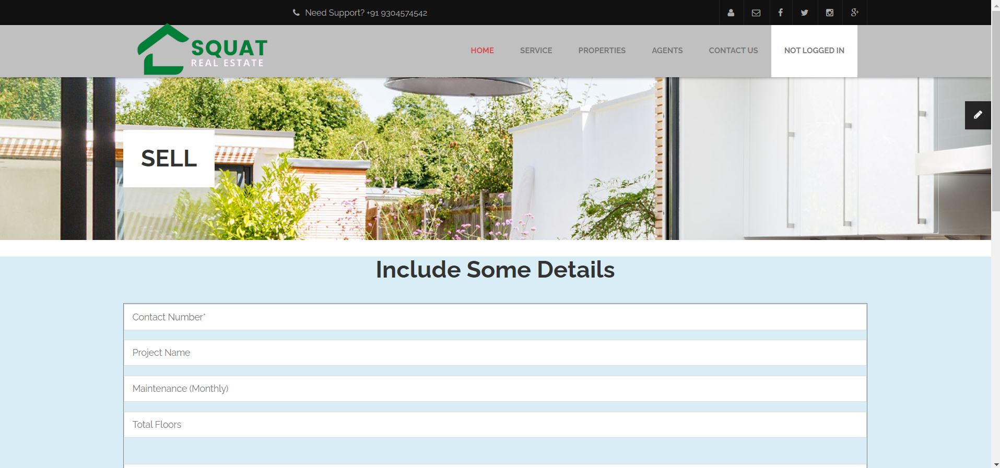 Need Support? +91 9304574542
SQUAT
REAL ESTATE
HOME
SERVICE
PROPERTIES
AGENTS
CONTACT US
NOT LOGGED IN
SELL
Include Some Details
Contact Number*
Project Name
Maintenance (Monthly)
Total Floors